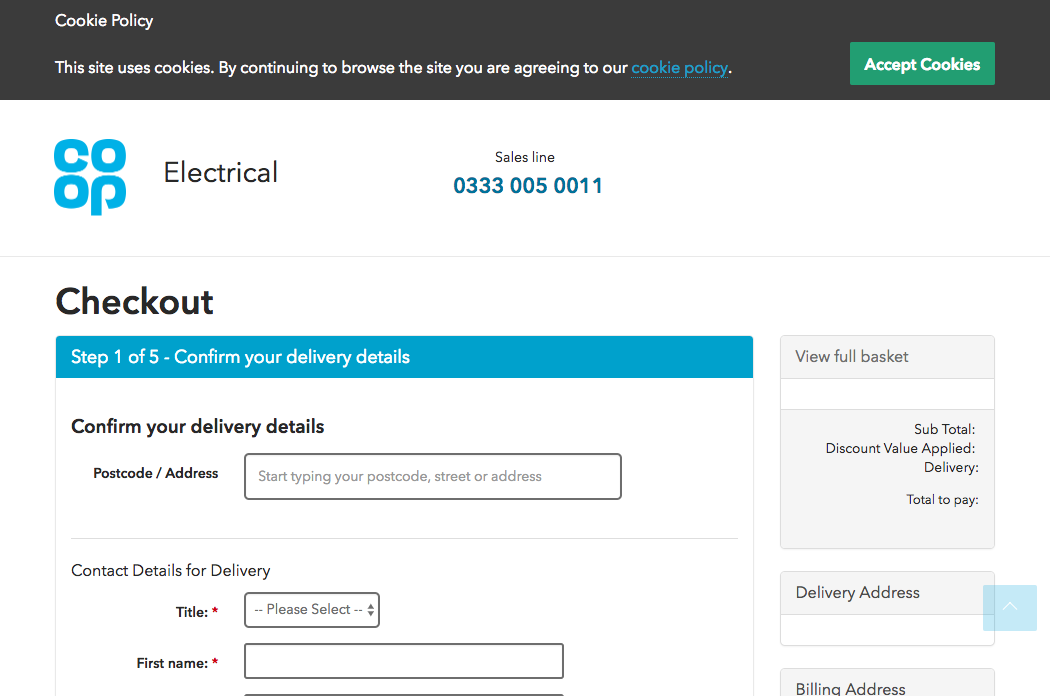 Cookie Policy
This site uses cookies. By continuing to browse the site you are agreeing to our cookie policy.
Accept Cookies
CO
OP
Electrical
Sales line
0333 005 0011
Checkout
Step 1 of 5 - Confirm your delivery details
Confirm your delivery details
Postcode / Address
Start typing your postcode, street or address
Contact Details for Delivery
Title: *
-- Please Select --
First name: *
View full basket
Sub Total:
Discount Value Applied:
Delivery:
Total to pay:
Delivery Address
Billing Address